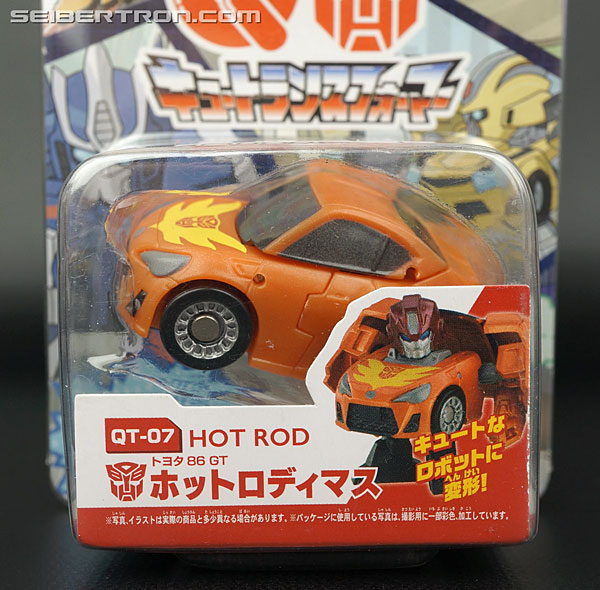 SEIBERTRON.COM
キュートランスフォーマー
QT-07 HOT ROD
トヨタ 86 GT
ホットロディマス
キュートな
ロボットに
へん けい
変形!
※写真、イラストは実際の商品と多少異なる場合があります。※パッケージに使用している写真は、撮影用に一部彩色、加工しています。